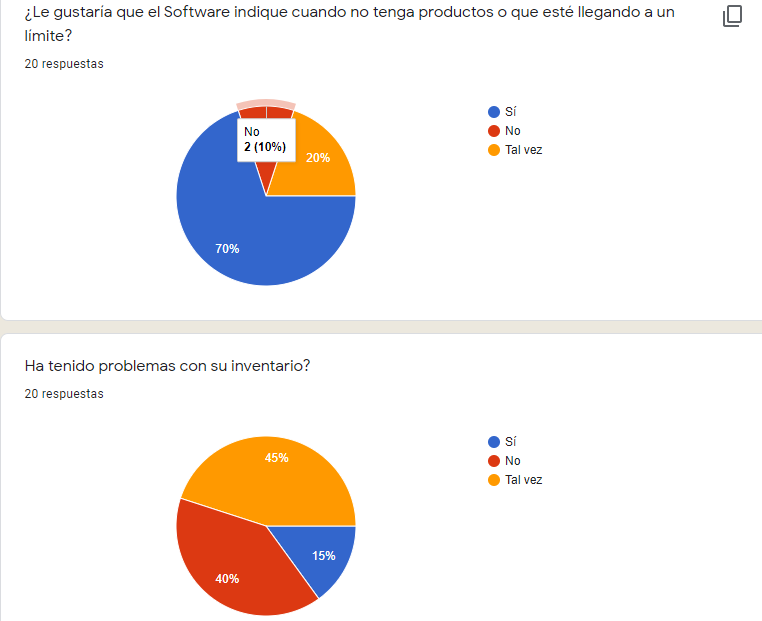 ¿Le gustaría que el Software indique cuando no tenga productos o que esté llegando a un
límite?
20 respuestas
No
2 (10%)
20%
70%
Sí
No
Tal vez
Ha tenido problemas con su inventario?
20 respuestas
45%
15%
40%
Sí
No
Tal vez